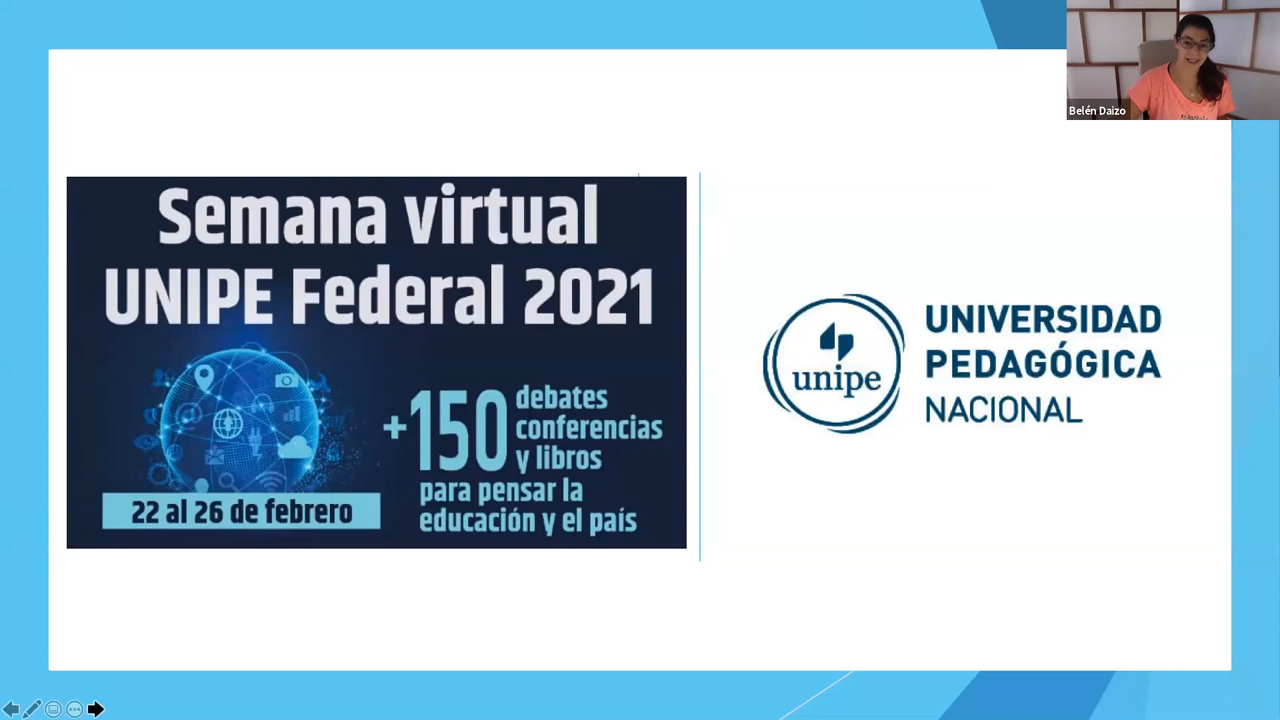 Belén Daizo
Semana virtual
UNIPE Federal 2021
+150 debates
conferencias
y libros
para pensar la
educación y el país
22 al 26 de febrero
unipe
UNIVERSIDAD
PEDAGÓGICA
NACIONAL